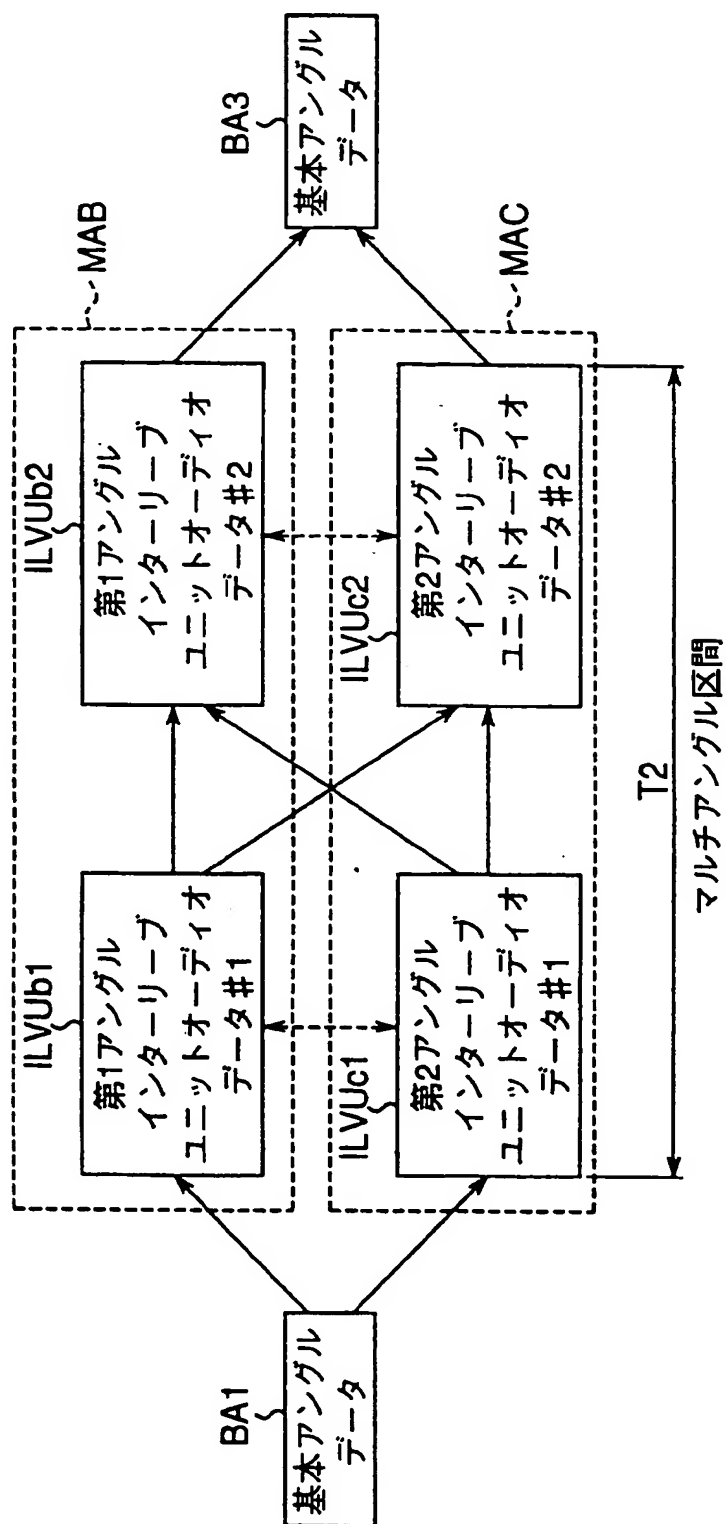 BA1
基本アングル
データ
MAB
ILVUb1
第1アングル
インターリーブ
ユニットオーディオ
データ#1
ILVUb2
第1アングル
インターリーブ
ユニットオーディオ
データ#2
ILVUc1
第2アングル
インターリーブ
ユニットオーディオ
データ#1
ILVUc2
第2アングル
インターリーブ
ユニットオーディオ
データ#2
MAC
BA3
基本アングル
データ
T2
マルチアングル区間